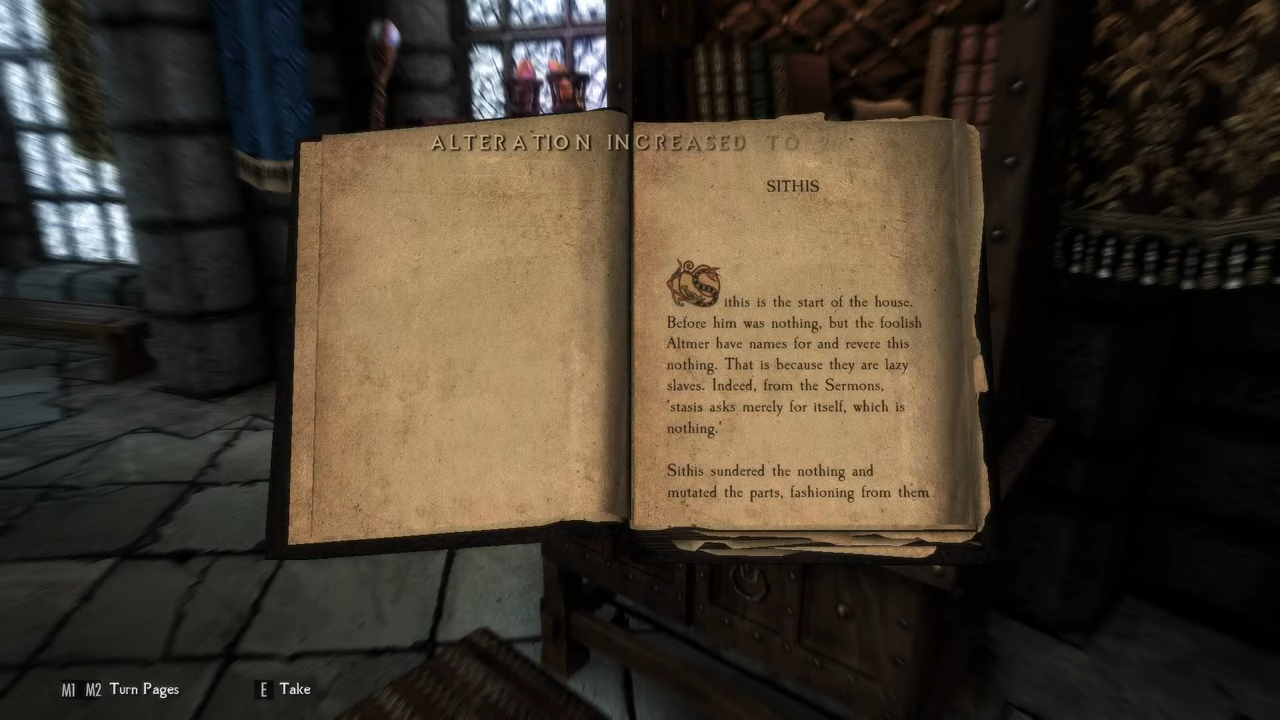 ALTERATION INCREASED TO
SITHIS
Sithis is the start of the house.
Before him was nothing, but the foolish
Altmer have names for and revere this
nothing. That is because they are lazy
slaves. Indeed, from the Sermons,
'stasis asks merely for itself, which is
nothing.'
Sithis sundered the nothing and
mutated the parts, fashioning from them
M1 M2 Turn Pages
E Take